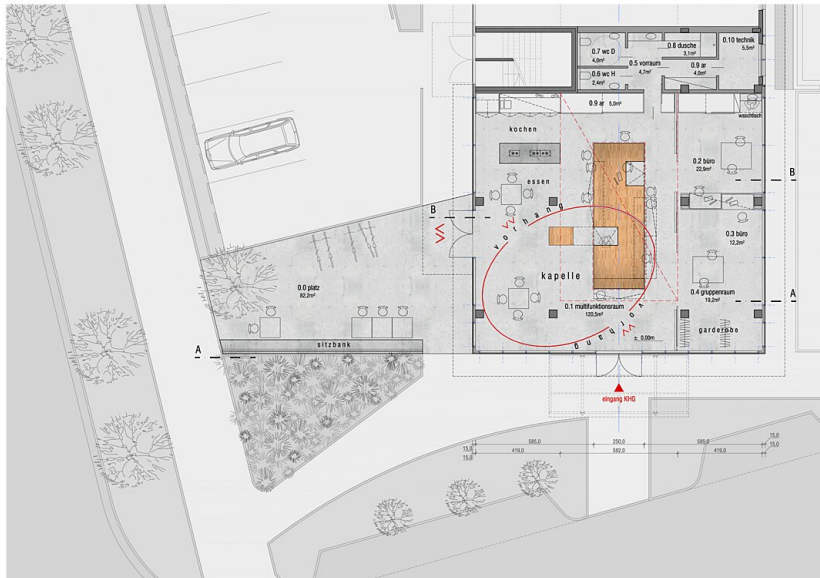 0.7 wc D
4,0m²
0.8 dusche
3,1m²
0.10 technik
5,5m²
0.5 vorraum
4,7m²
0.9 ar
4,0m²
0.6 wc H
2,4m²
0.9 ar 5,0m²
waschtisch
kochen
0.2 büro
22,9m²
essen
B
B
vorhang
0.3 büro
12,2m²
kapelle
0.0 platz
82,2m²
0.4 gruppenraum
19,2m²
A
0.1 multifunktionsraum
120,5m²
vorhang
garderobe
± 0.00m
sitzbank
A
eingang KHG
585,0
250,0
585,0
15,0
15,0
419,0
582,0
419,0
15,0
15,0